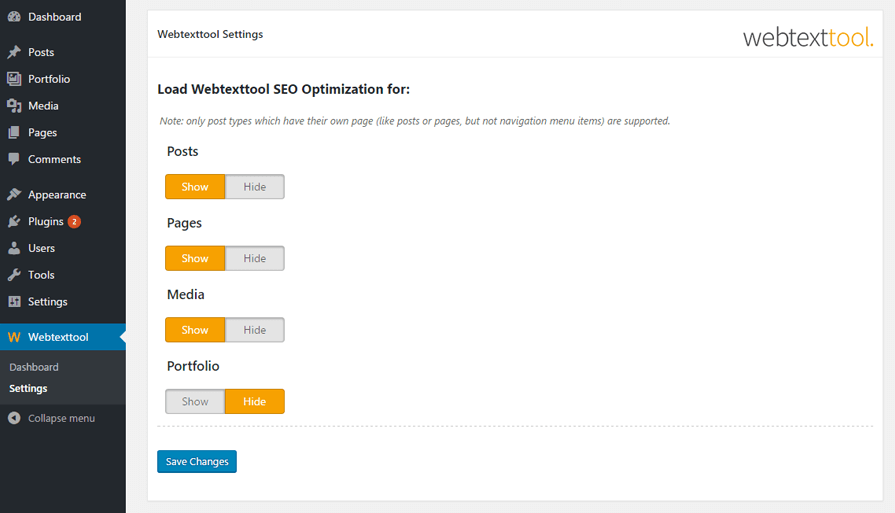 Dashboard
Posts
Portfolio
Media
Pages
Comments
Appearance
Plugins 2
Users
Tools
Settings
W Webtexttool
Dashboard
Settings
Collapse menu
Webtexttool Settings
webtexttool.
Load Webtexttool SEO Optimization for:
Note: only post types which have their own page (like posts or pages, but not navigation menu items) are supported.
Posts
Show Hide
Pages
Show Hide
Media
Show Hide
Portfolio
Show Hide
Save Changes